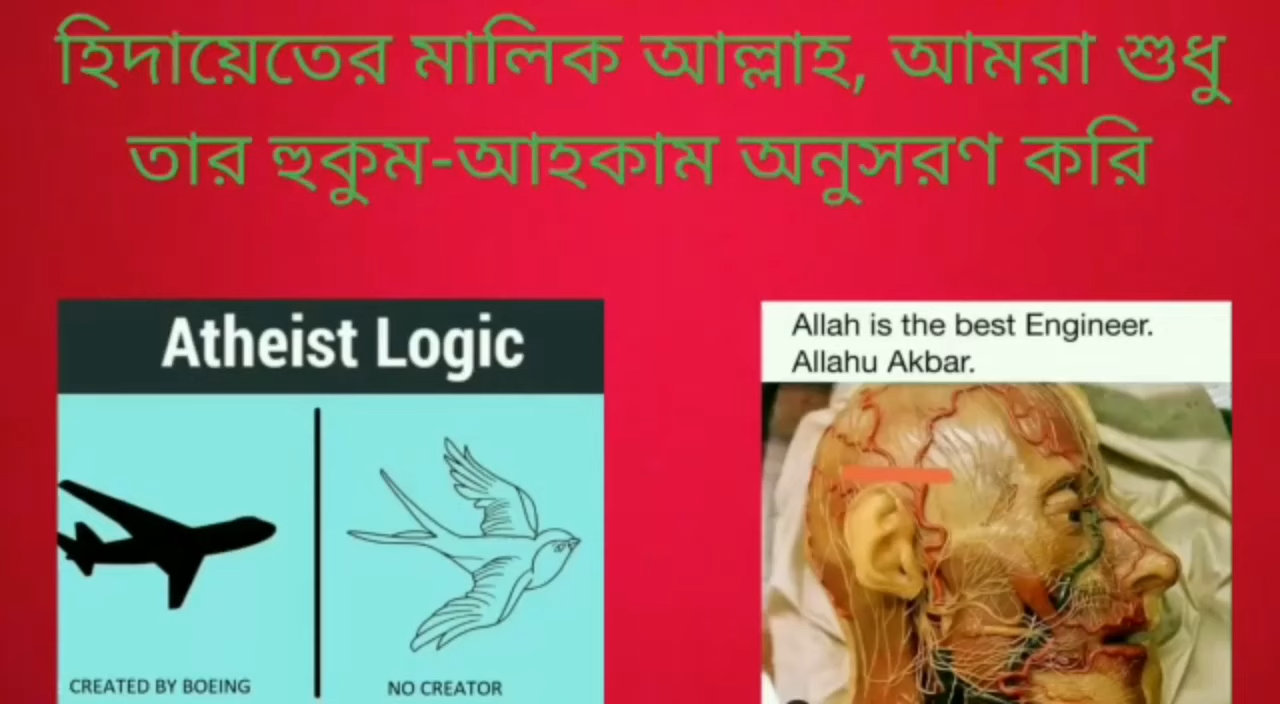 হিদায়েতের মালিক আল্লাহ, আমরা শুধু
তার হুকুম-আহকাম অনুসরণ করি
Atheist Logic
CREATED BY BOEING
NO CREATOR
Allah is the best Engineer.
Allahu Akbar.